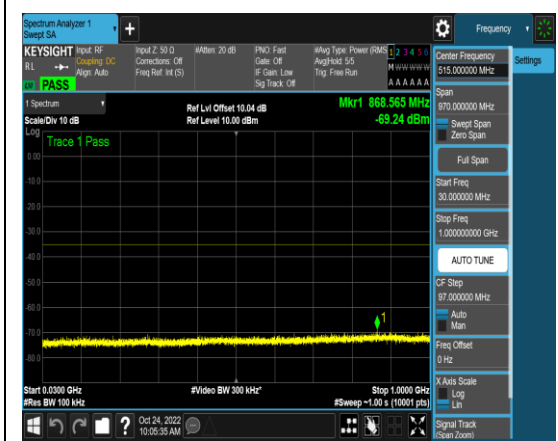 Spectrum Analyzer 1
Swept SA
+
Frequency
KEYSIGHT Input: RF
RL
Coupling: DC
Align: Auto
Input Z: 50 Ω
Corrections: Off
Freq Ref: Int (S)
#Atten: 20 dB
PNO: Fast
Gate: Off
IF Gain: Low
Sig Track: Off
#Avg Type: Power (RMS
Avg|Hold: 5/5
Trig: Free Run
1 2 3 4 5 6
M W W W W W
A A A A A A
PASS
1 Spectrum
Scale/Div 10 dB
Ref Lvl Offset 10.04 dB
Ref Level 10.00 dBm
Mkr1 868.565 MHz
-69.24 dBm
Log
Trace 1 Pass
0.00
-10.0
-20.0
-30.0
-40.0
-50.0
-60.0
-70.0
-80.0
1
Start 0.0300 GHz
#Res BW 100 kHz
#Video BW 300 kHz*
Stop 1.0000 GHz
#Sweep ~1.00 s (10001 pts)
?
Oct 24, 2022
10:05:35 AM
Center Frequency
515.000000 MHz
Span
970.000000 MHz
Swept Span
Zero Span
Full Span
Start Freq
30.000000 MHz
Stop Freq
1.000000000 GHz
AUTO TUNE
CF Step
97.000000 MHz
Auto
Man
Freq Offset
0 Hz
X Axis Scale
Log
Lin
Signal Track
(Span Zoom)
Settings